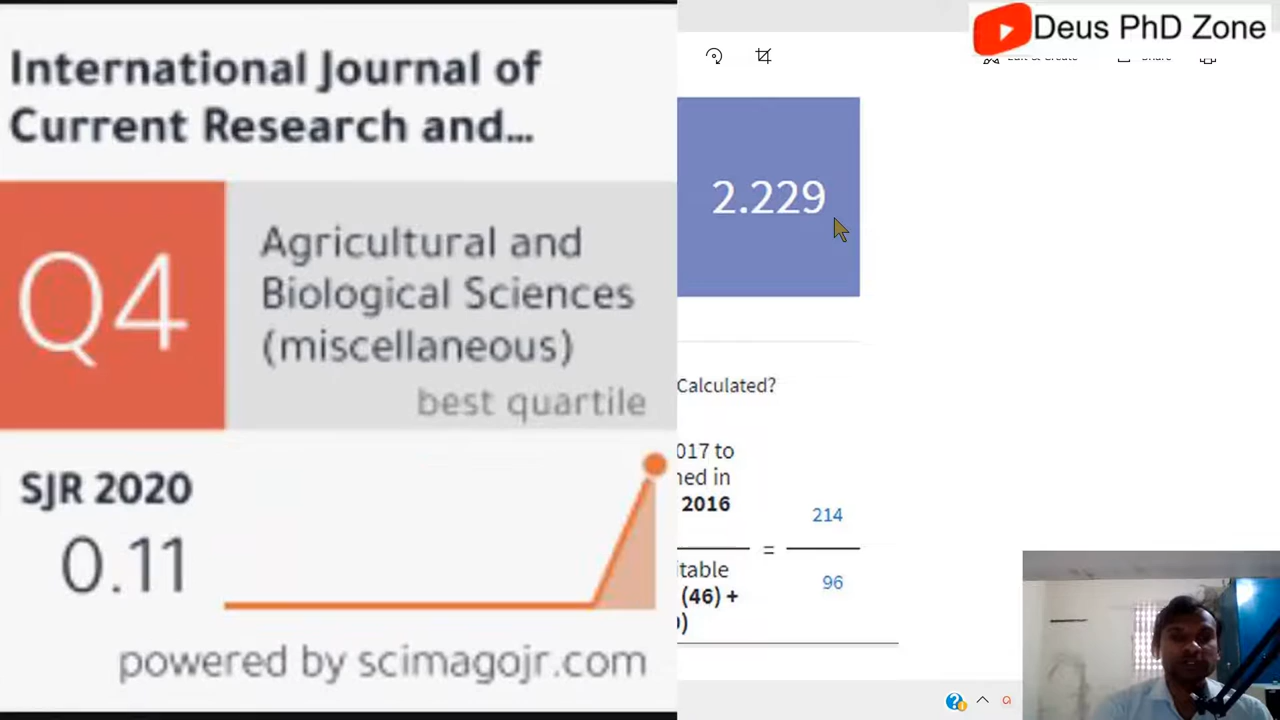 Deus PhD Zone
International Journal of
Current Research and...
Q4
Agricultural and
Biological Sciences
(miscellaneous)
best quartile
SJR 2020
0.11
powered by scimagojr.com
2.229
Calculated?
017 to
ned in
2016
214
=
itable
96
(46) +
)